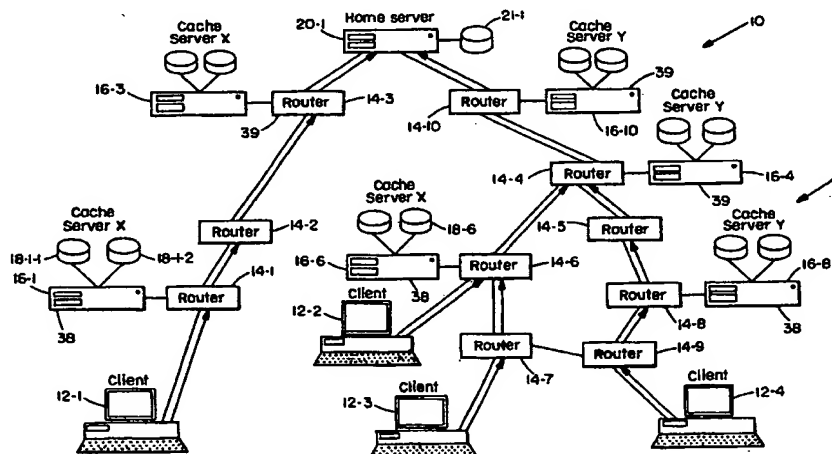 Home server
20-1
21-1
10
Cache
Server X
16-3
Router
39
14-3
Router
14-10
Cache
Server Y
39
16-10
Cache
Server Y
14-4
Router
39
16-4
Cache
Server X
18-1-1
18-1-2
16-1
38
Router
14-2
Router
14-1
Cache
Server X
18-6
16-6
38
Router
14-6
14-5
Router
Cache
Server Y
16-8
38
Router
14-8
Client
12-2
Router
14-7
Router
14-9
Client
12-1
Client
12-3
Client
12-4